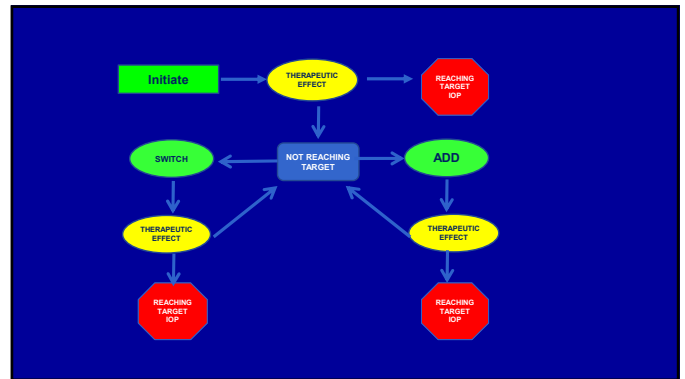 Initiate
THERAPEUTIC
EFFECT
REACHING
TARGET
IOP
SWITCH
NOT REACHING
TARGET
ADD
THERAPEUTIC
EFFECT
THERAPEUTIC
EFFECT
REACHING
TARGET
IOP
REACHING
TARGET
IOP